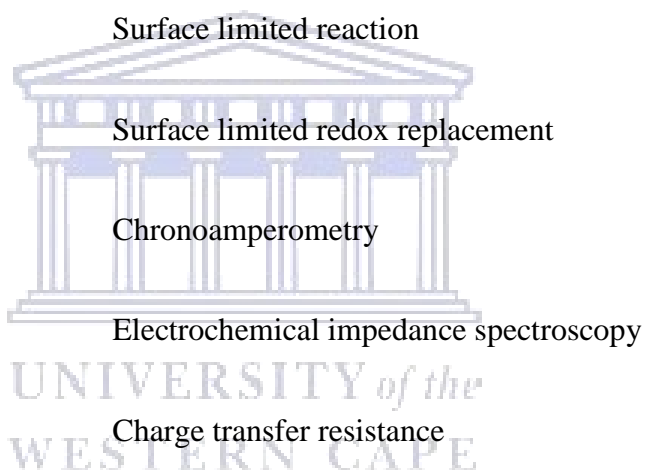 Surface limited reaction
Surface limited redox replacement
Chronoamperometry
Electrochemical impedance spectroscopy
UNIVERSITY of the
Charge transfer resistance
WESTERN CAPE